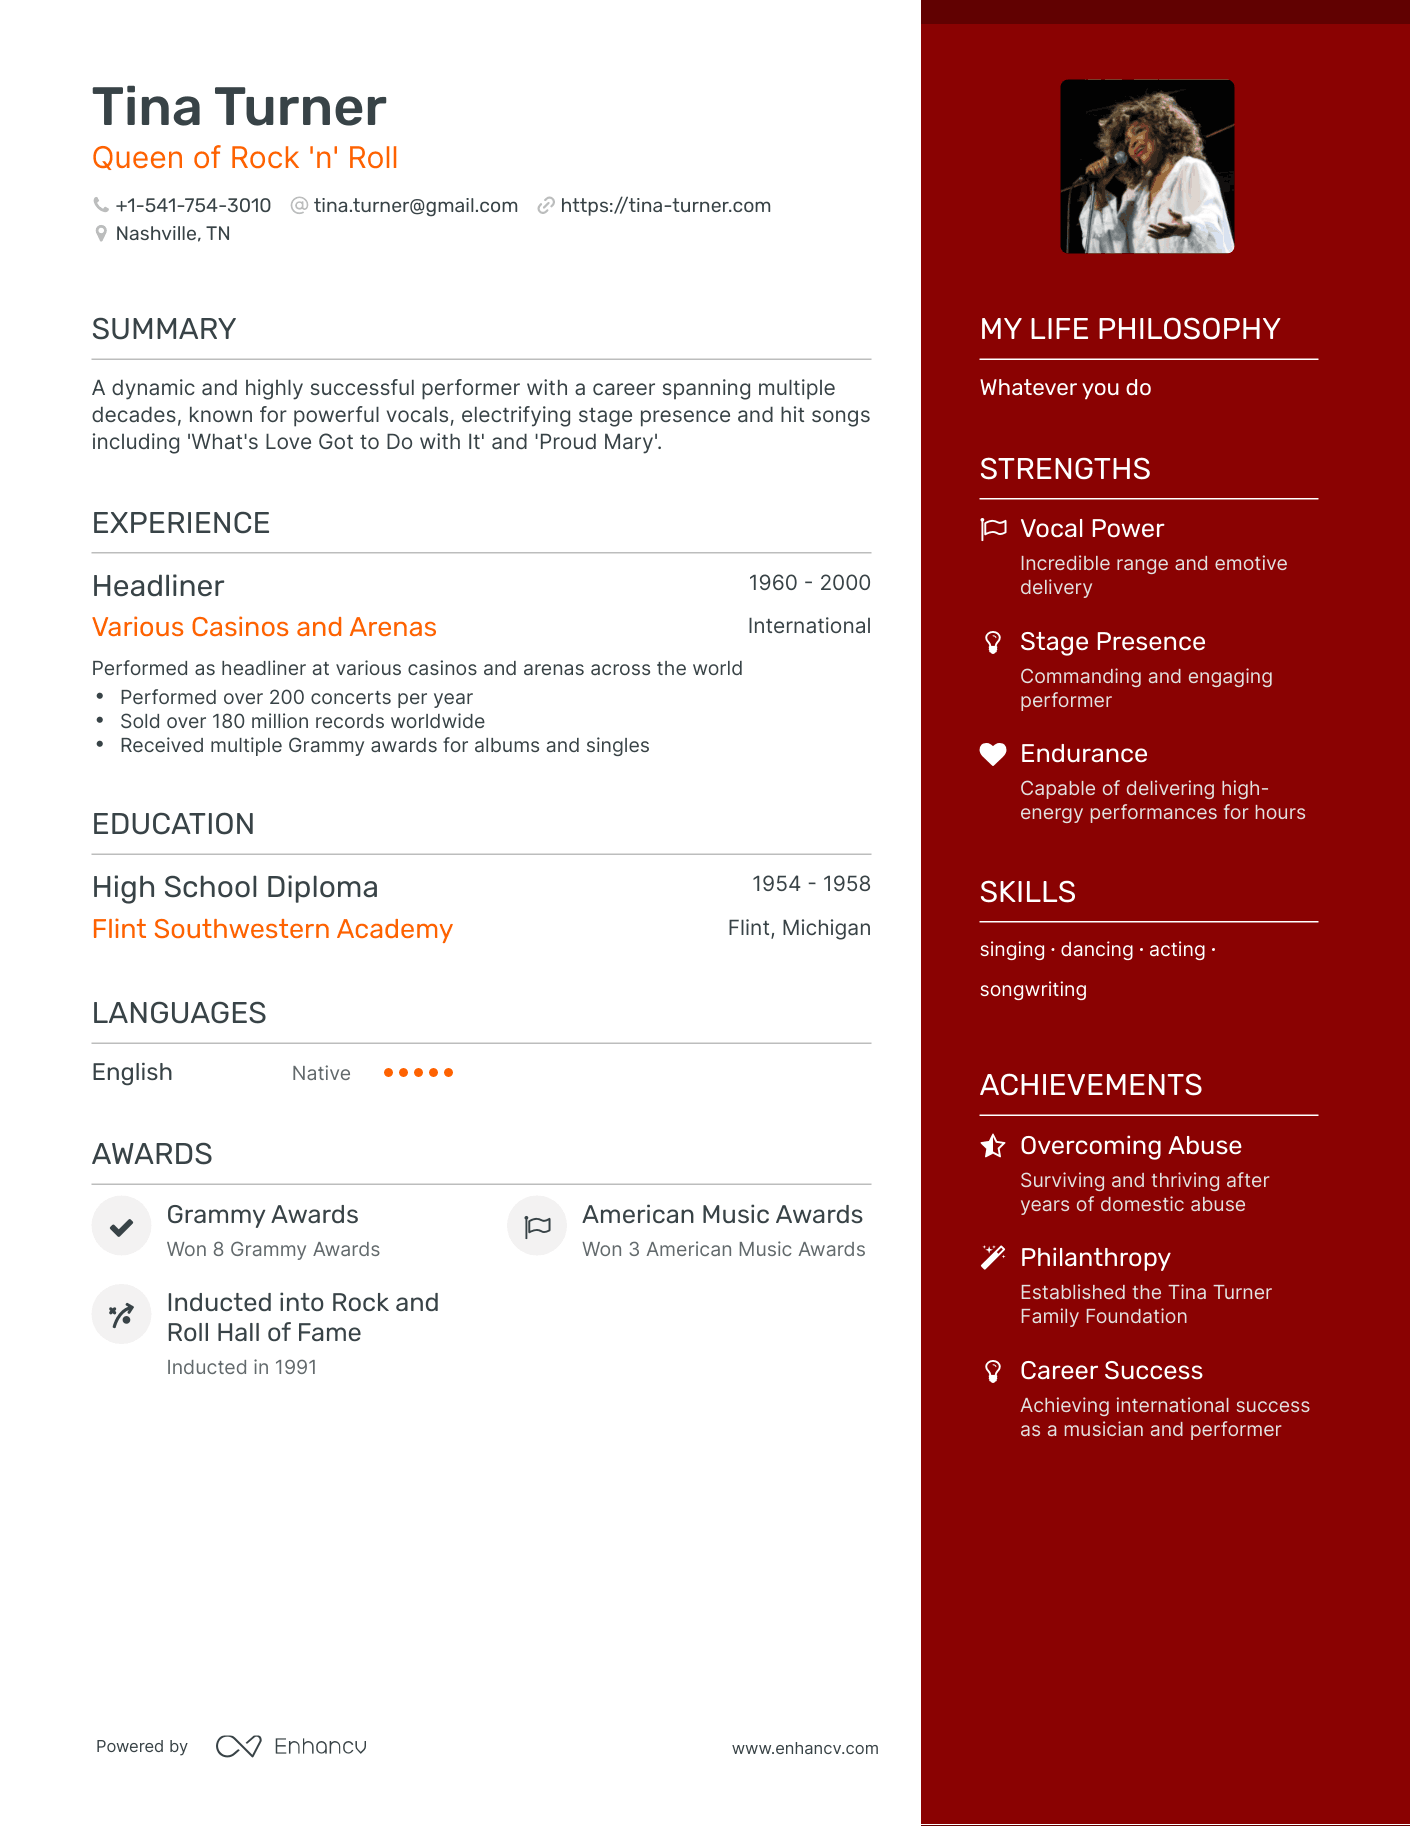 Tina Turner
Queen of Rock 'n' Roll
+1-541-754-3010 tina.turner@gmail.com https://tina-turner.com
Nashville, TN
SUMMARY
A dynamic and highly successful performer with a career spanning multiple
decades, known for powerful vocals, electrifying stage presence and hit songs
including 'What's Love Got to Do with It' and 'Proud Mary'.
EXPERIENCE
Headliner 1960 - 2000
Various Casinos and Arenas International
Performed as headliner at various casinos and arenas across the world
• Performed over 200 concerts per year
• Sold over 180 million records worldwide
• Received multiple Grammy awards for albums and singles
EDUCATION
High School Diploma 1954 - 1958
Flint Southwestern Academy Flint, Michigan
LANGUAGES
English Native
AWARDS
Grammy Awards
Won 8 Grammy Awards
American Music Awards
Won 3 American Music Awards
Inducted into Rock and
Roll Hall of Fame
Inducted in 1991
MY LIFE PHILOSOPHY
Whatever you do
STRENGTHS
Vocal Power
Incredible range and emotive
delivery
Stage Presence
Commanding and engaging
performer
Endurance
Capable of delivering high-
energy performances for hours
SKILLS
singing · dancing · acting ·
songwriting
ACHIEVEMENTS
Overcoming Abuse
Surviving and thriving after
years of domestic abuse
Philanthropy
Established the Tina Turner
Family Foundation
Career Success
Achieving international success
as a musician and performer
Powered by Enhancv www.enhancv.com